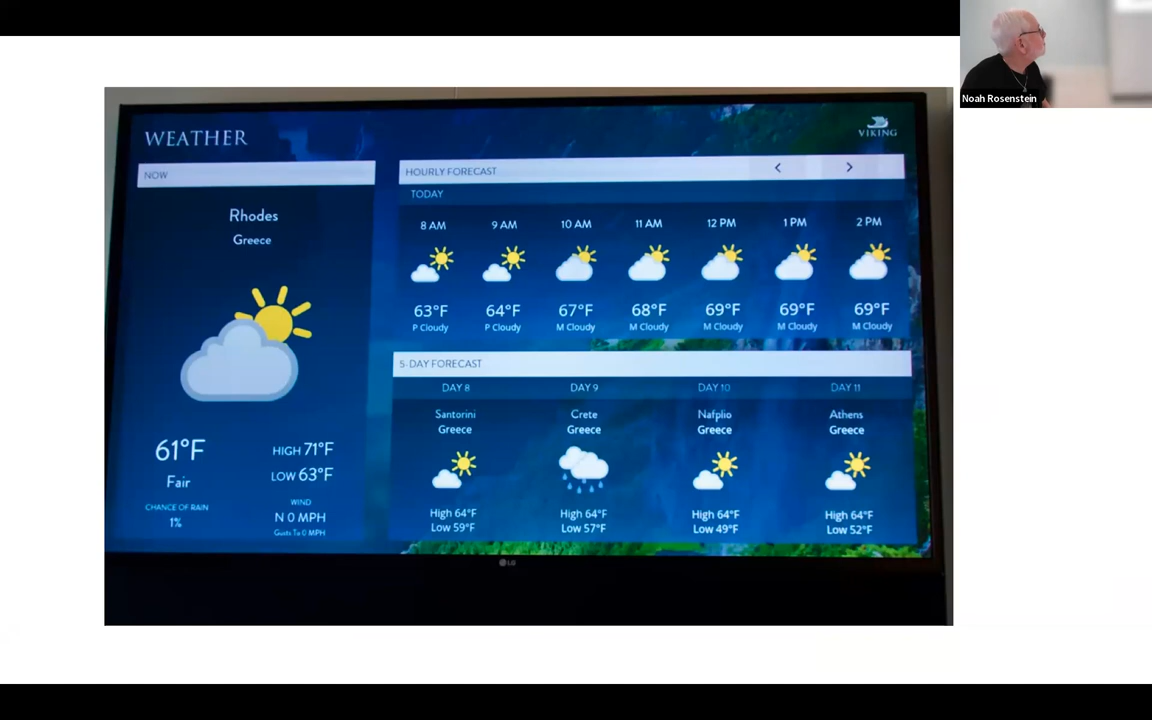 Noah Rosenstein
WEATHER
VIKING
NOW
Rhodes
Greece
61°F
Fair
CHANCE OF RAIN
1%
HIGH 71°F
LOW 63°F
WIND
N 0 MPH
Gusts To 0 MPH
HOURLY FORECAST
< >
TODAY
8 AM 9 AM 10 AM 11 AM 12 PM 1 PM 2 PM
63°F 64°F 67°F 68°F 69°F 69°F 69°F
P Cloudy P Cloudy M Cloudy M Cloudy M Cloudy M Cloudy M Cloudy
5-DAY FORECAST
DAY 8 DAY 9 DAY 10 DAY 11
Santorini Crete Nafplio Athens
Greece Greece Greece Greece
High 64°F High 64°F High 64°F High 64°F
Low 59°F Low 57°F Low 49°F Low 52°F
LG